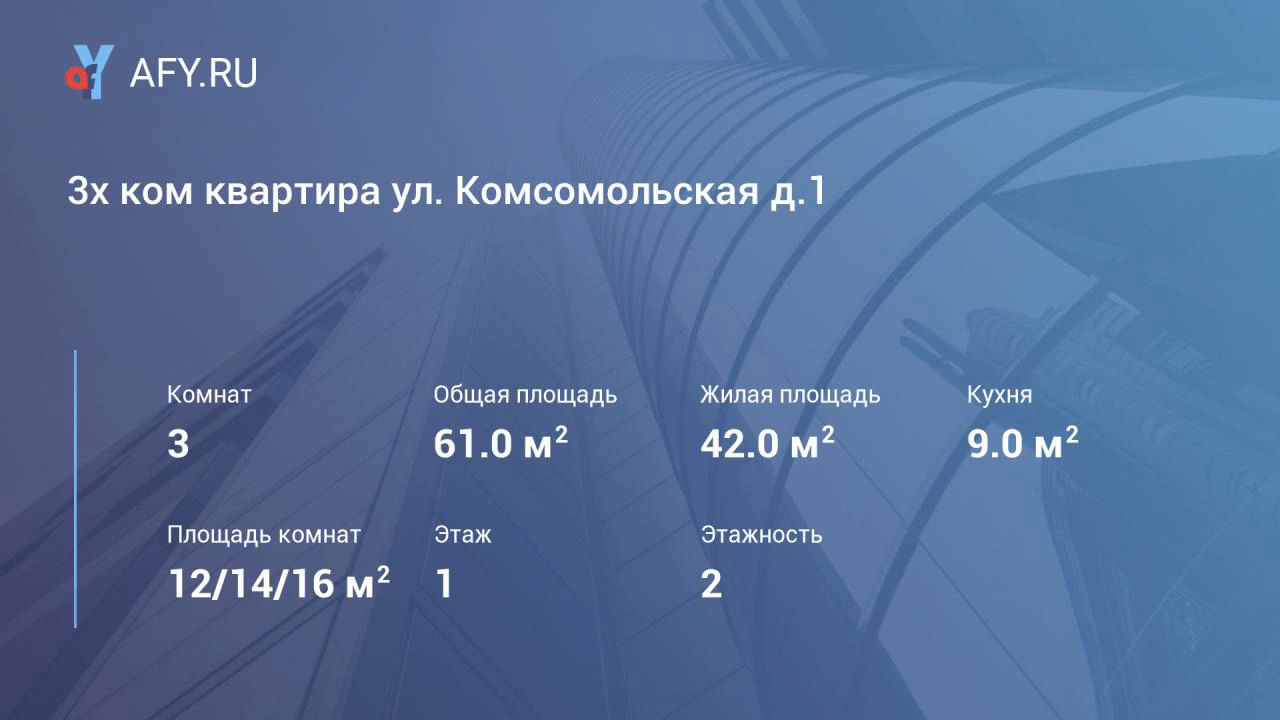 afy AFY.RU
3х ком квартира ул. Комсомольская д.1
Комнат Общая площадь Жилая площадь Кухня
3 61.0 м² 42.0 м² 9.0 м²
Площадь комнат Этаж Этажность
12/14/16 м² 1 2